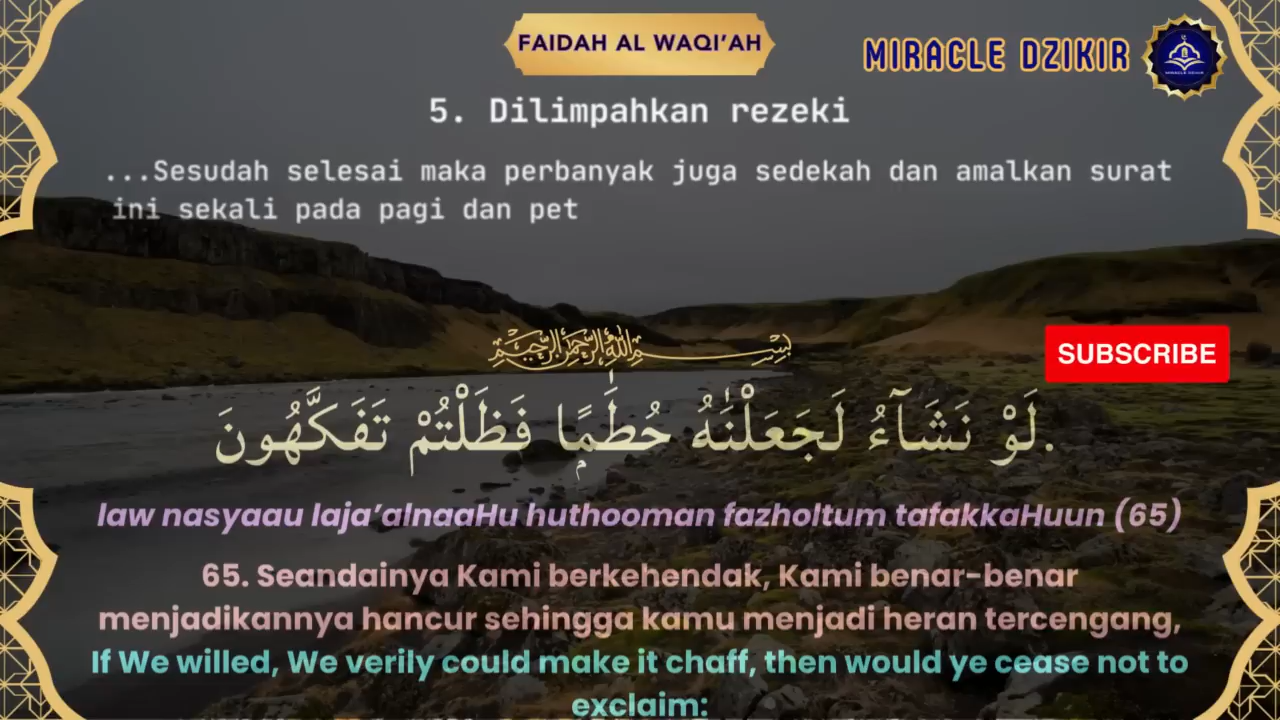 FAIDAH AL WAQI'AH
MIRACLE DZIKIR
MIRACLE DZIKIR
5. Dilimpahkan rezeki
...Sesudah selesai maka perbanyak juga sedekah dan amalkan surat
ini sekali pada pagi dan pet
بِسْمِ اللَّهِ الرَّحْمَٰنِ الرَّحِيمِ
SUBSCRIBE
لَوْ نَشَآءُ لَجَعَلْنَٰهُ حُطَٰمًۭا فَظَلْتُمْ تَفَكَّهُونَ.
law nasyaau laja’alnaaHu huthooman fazholtum tafakkaHuun (65)
65. Seandainya Kami berkehendak, Kami benar-benar
menjadikannya hancur sehingga kamu menjadi heran tercengang,
If We willed, We verily could make it chaff, then would ye cease not to
exclaim: